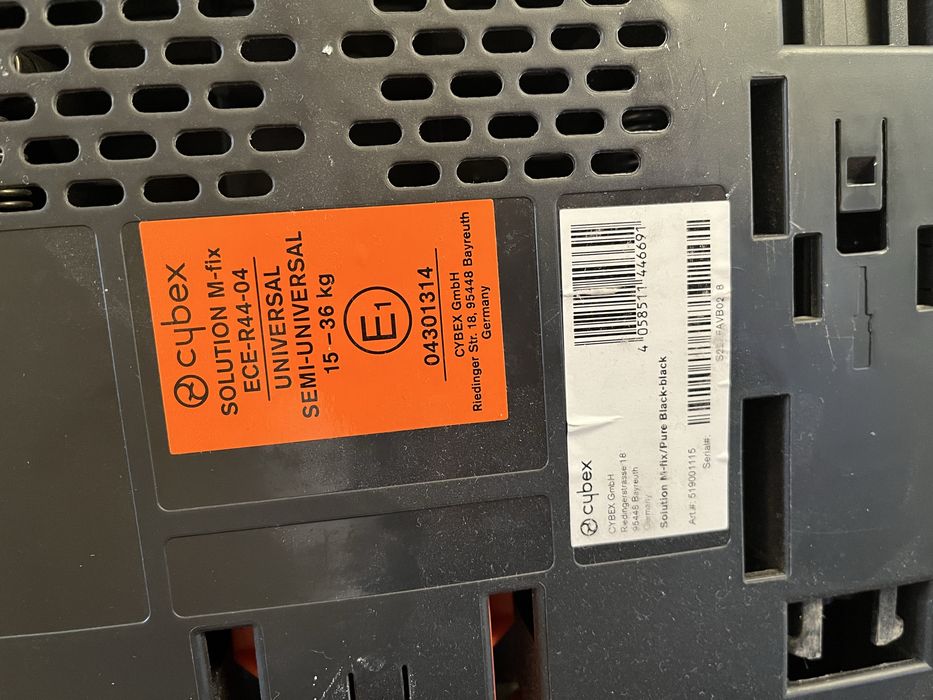 cybex
SOLUTION M-fix
ECE-R44-04
UNIVERSAL
SEMI-UNIVERSAL
15 – 36 kg
E1
04301314
CYBEX GmbH
Riedinger Str. 18, 95448 Bayreuth
Germany
4 058511 446691
cybex
CYBEX GmbH
Riedingerstrasse 18
95448 Bayreuth
Germany
Solution M-fix/Pure Black-black
Art.#: 519001115
Serial#: